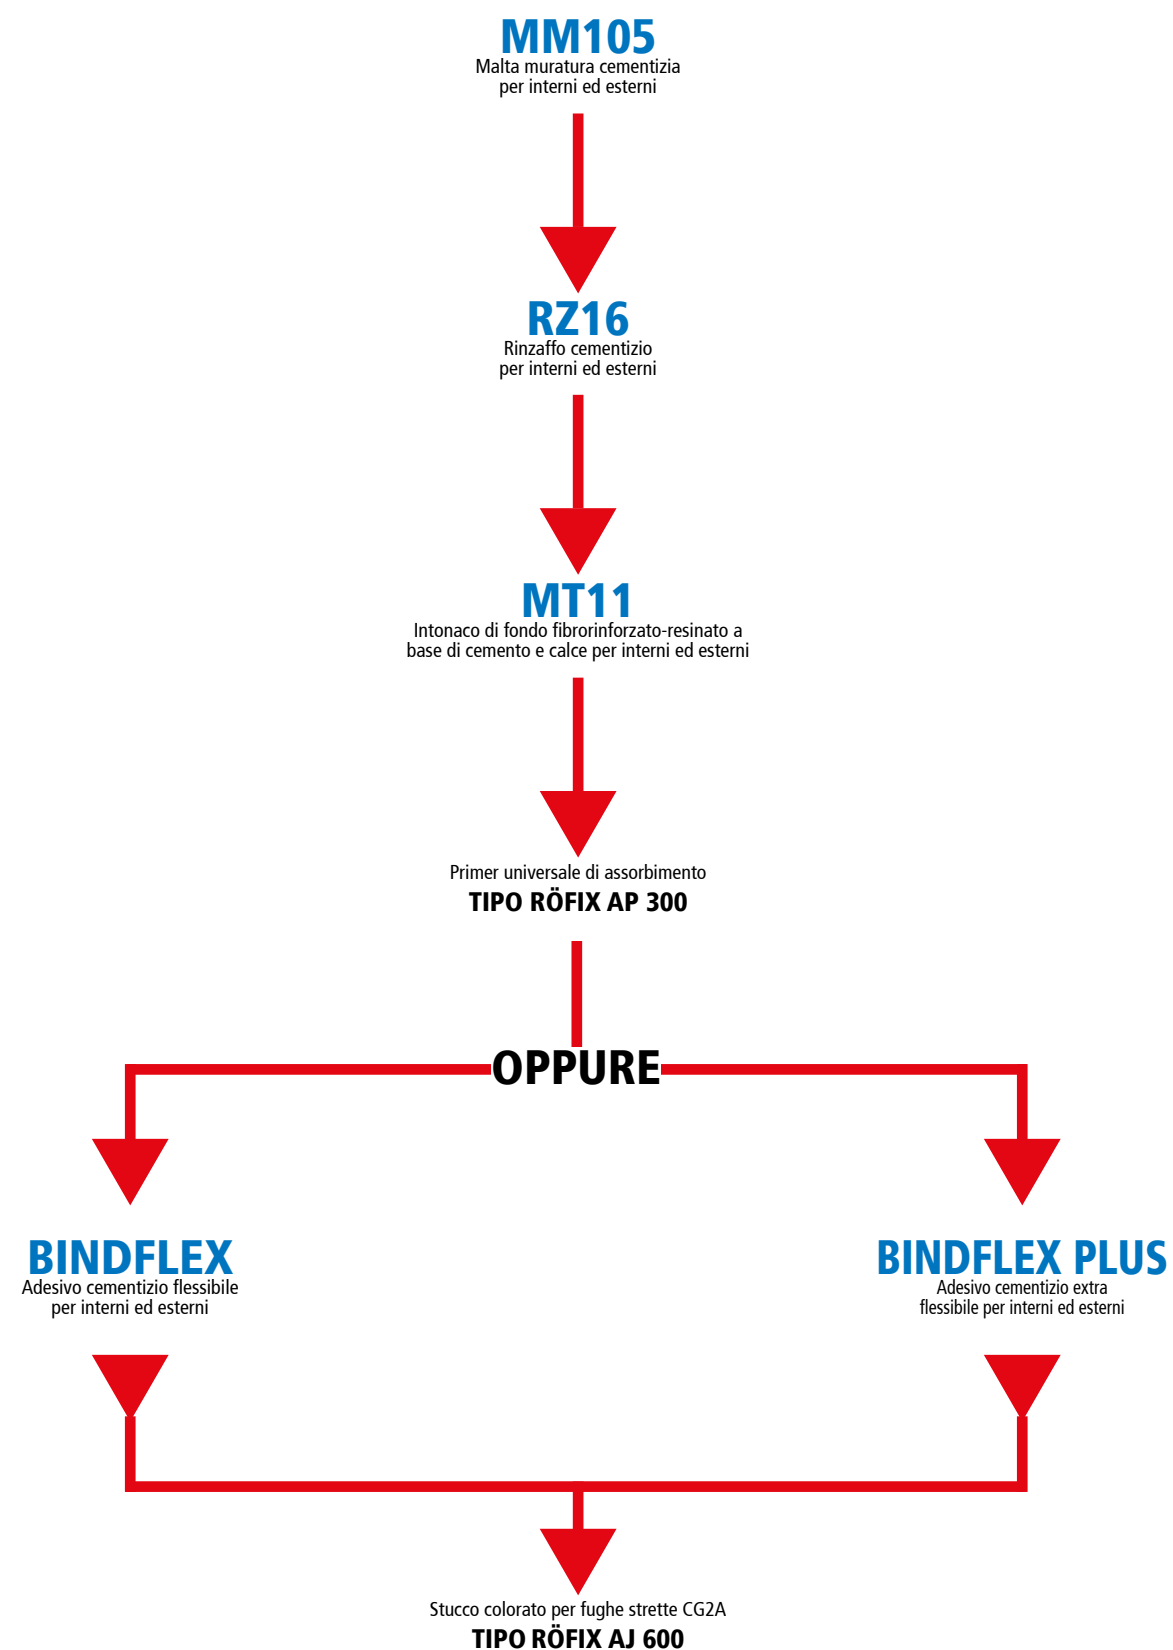 MM105
Malta muratura cementizia
per interni ed esterni
RZ16
Rinzaffo cementizio
per interni ed esterni
MT11
Intonaco di fondo fibrorinforzato-resinato a
base di cemento e calce per interni ed esterni
Primer universale di assorbimento
TIPO RÖFIX AP 300
OPPURE
BINDFLEX
Adesivo cementizio flessibile
per interni ed esterni
BINDFLEX PLUS
Adesivo cementizio extra
flessibile per interni ed esterni
Stucco colorato per fughe strette CG2A
TIPO RÖFIX AJ 600